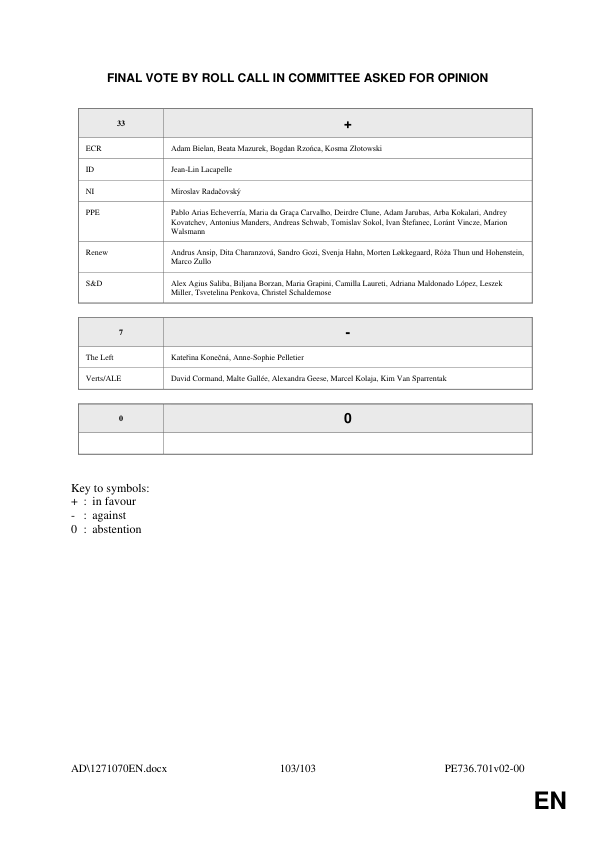 FINAL VOTE BY ROLL CALL IN COMMITTEE ASKED FOR OPINION
33 +
ECR Adam Bielan, Beata Mazurek, Bogdan Rzońca, Kosma Złotowski
ID Jean-Lin Lacapelle
NI Miroslav Radačovský
PPE Pablo Arias Echeverría, Maria da Graça Carvalho, Deirdre Clune, Adam Jarubas, Arba Kokalari, Andrey
Kovatchev, Antonius Manders, Andreas Schwab, Tomislav Sokol, Ivan Štefanec, Loránt Vincze, Marion
Walsmann
Renew Andrus Ansip, Dita Charanzová, Sandro Gozi, Svenja Hahn, Morten Løkkegaard, Róża Thun und Hohenstein,
Marco Zullo
S&D Alex Agius Saliba, Biljana Borzan, Maria Grapini, Camilla Laureti, Adriana Maldonado López, Leszek
Miller, Tsvetelina Penkova, Christel Schaldemose
7 -
The Left Kateřina Konečná, Anne-Sophie Pelletier
Verts/ALE David Cormand, Malte Gallée, Alexandra Geese, Marcel Kolaja, Kim Van Sparrentak
0 0
Key to symbols:
+ : in favour
- : against
0 : abstention
AD\1271070EN.docx 103/103 PE736.701v02-00
EN